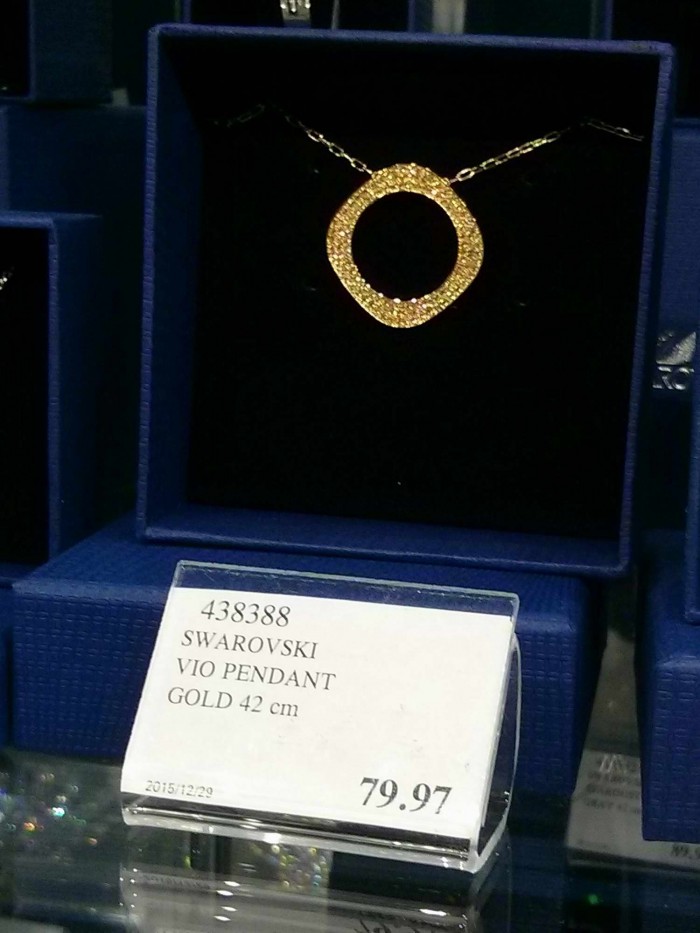 438388
SWAROVSKI
VIO PENDANT
GOLD 42 cm
2015/12/29
79.97